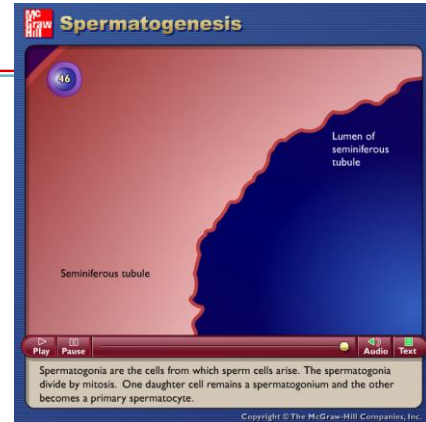 Mc
Graw
Hill
Spermatogenesis
46
Lumen of
seminiferous
tubule
Seminiferous tubule
Play Pause Audio Text
Spermatogonia are the cells from which sperm cells arise. The spermatogonia
divide by mitosis. One daughter cell remains a spermatogonium and the other
becomes a primary spermatocyte.
Copyright © The McGraw-Hill Companies, Inc.